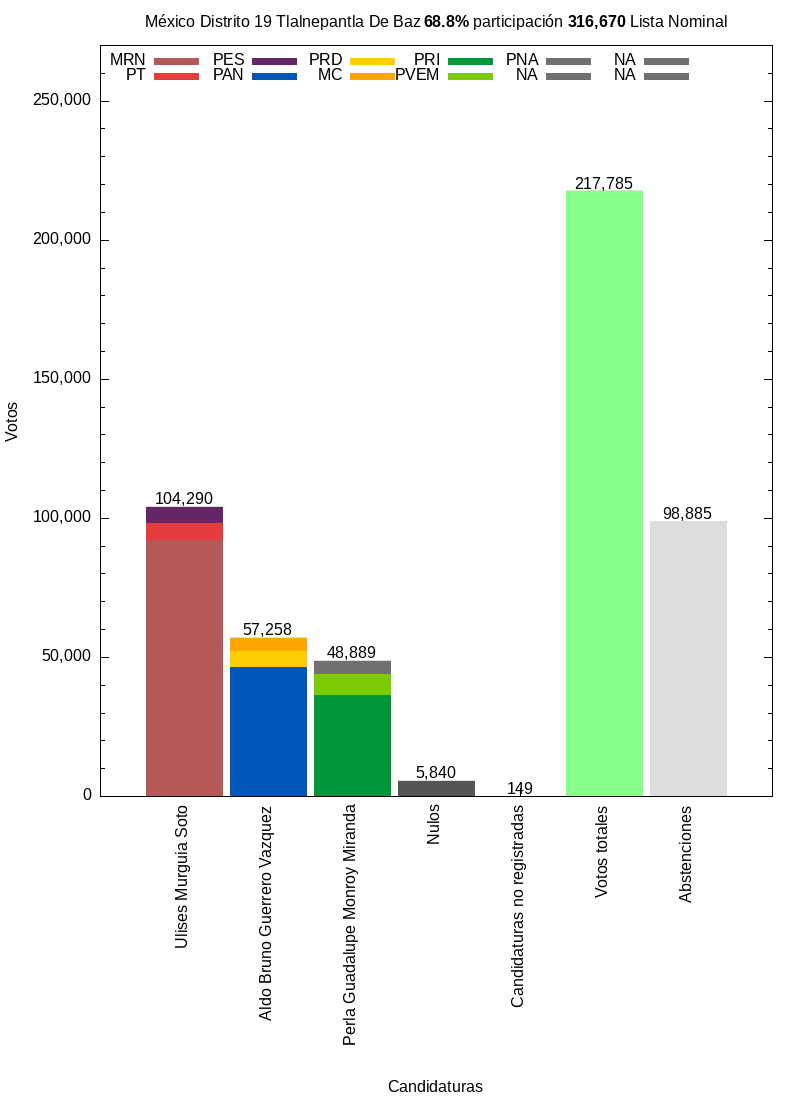 México Distrito 19 Tlalnepantla De Baz 68.8% participación 316,670 Lista Nominal
MRN PES PRD PRI PNA NA
PT PAN MC PVEM NA NA
250,000
200,000
150,000
100,000
50,000
0
Votos
104,290
57,258
48,889
5,840
149
217,785
98,885
Ulises Murguia Soto
Aldo Bruno Guerrero Vazquez
Perla Guadalupe Monroy Miranda
Nulos
Candidaturas no registradas
Votos totales
Abstenciones
Candidaturas